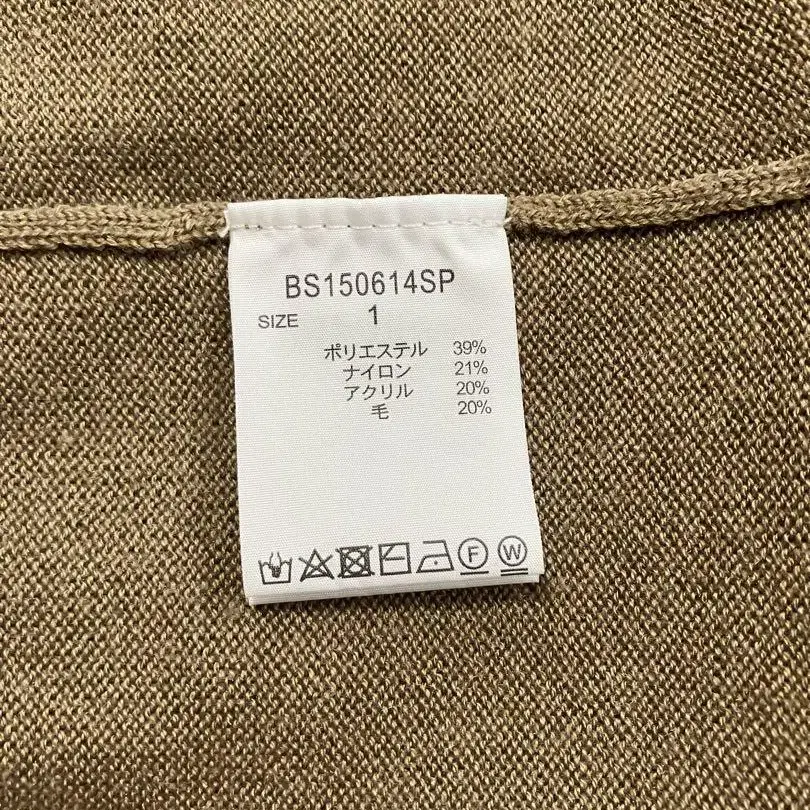 BS150614SP
SIZE 1
ポリエステル 39%
ナイロン 21%
アクリル 20%
毛 20%
F W